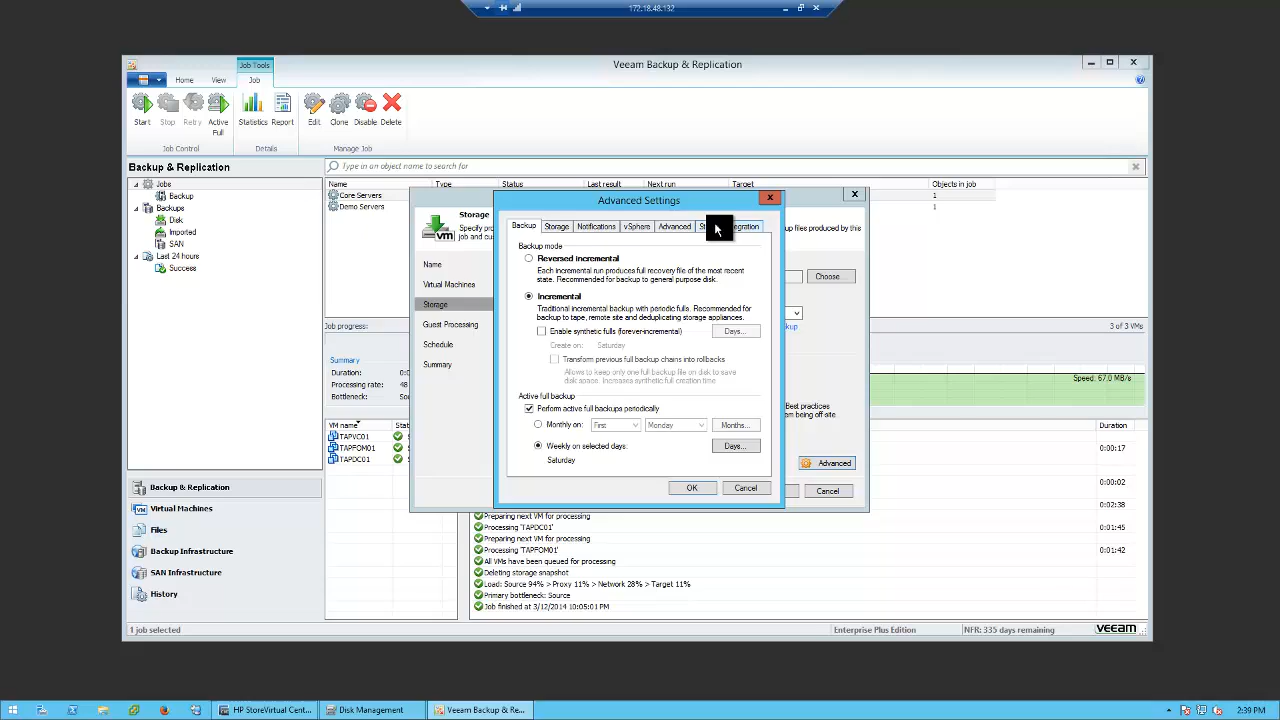 172.18.48.132
Job Tools
Veeam Backup & Replication
Home
View
Job
Start
Stop
Retry
Active
Full
Statistics
Report
Edit
Clone
Disable
Delete
Job Control
Details
Manage Job
Backup & Replication
Type in an object name to search for
Jobs
Backup
Backups
Disk
Imported
SAN
Last 24 hours
Success
Name
Type
Status
Last result
Next run
Target
Objects in job
Core Servers
1
Demo Servers
1
Storage
Name
Virtual Machines
Storage
Guest Processing
Schedule
Summary
Advanced Settings
Backup
Storage
Notifications
vSphere
Advanced
Backup mode
Reversed incremental
Each incremental run produces full recovery file of the most recent
state. Recommended for backup to general purpose disk.
Incremental
Traditional incremental backup with periodic fulls. Recommended for
backup to tape, remote site and deduplicating storage appliances.
Enable synthetic fulls (forever-incremental)
Days...
Create on: Saturday
Transform previous full backup chains into rollbacks
Allows to keep only one full backup file on disk to save
disk space. Increases synthetic full creation time
Active full backup
Perform active full backups periodically
Monthly on:
First
Monday
Months...
Weekly on selected days:
Days...
Saturday
OK
Cancel
up files produced by this
Choose...
Best practices
m being off site.
Advanced
Cancel
Job progress:
3 of 3 VMs
Summary
Duration:
Processing rate: 48
Bottleneck:
Speed: 67.0 MB/s
VM name
TAPVC01
TAPFOM01
TAPDC01
Duration
0:00:17
0:00:02
0:02:38
0:01:45
0:01:42
Preparing next VM for processing
Processing 'TAPDC01'
Preparing next VM for processing
Processing 'TAPFOM01'
All VMs have been queued for processing
Deleting storage snapshot
Load: Source 94% > Proxy 11% > Network 28% > Target 11%
Primary bottleneck: Source
Job finished at 3/12/2014 10:05:01 PM
Backup & Replication
Virtual Machines
Files
Backup Infrastructure
SAN Infrastructure
History
1 job selected
Enterprise Plus Edition
NFR: 335 days remaining
veeam
HP StoreVirtual Cent...
Disk Management
Veeam Backup & Re...
2:39 PM